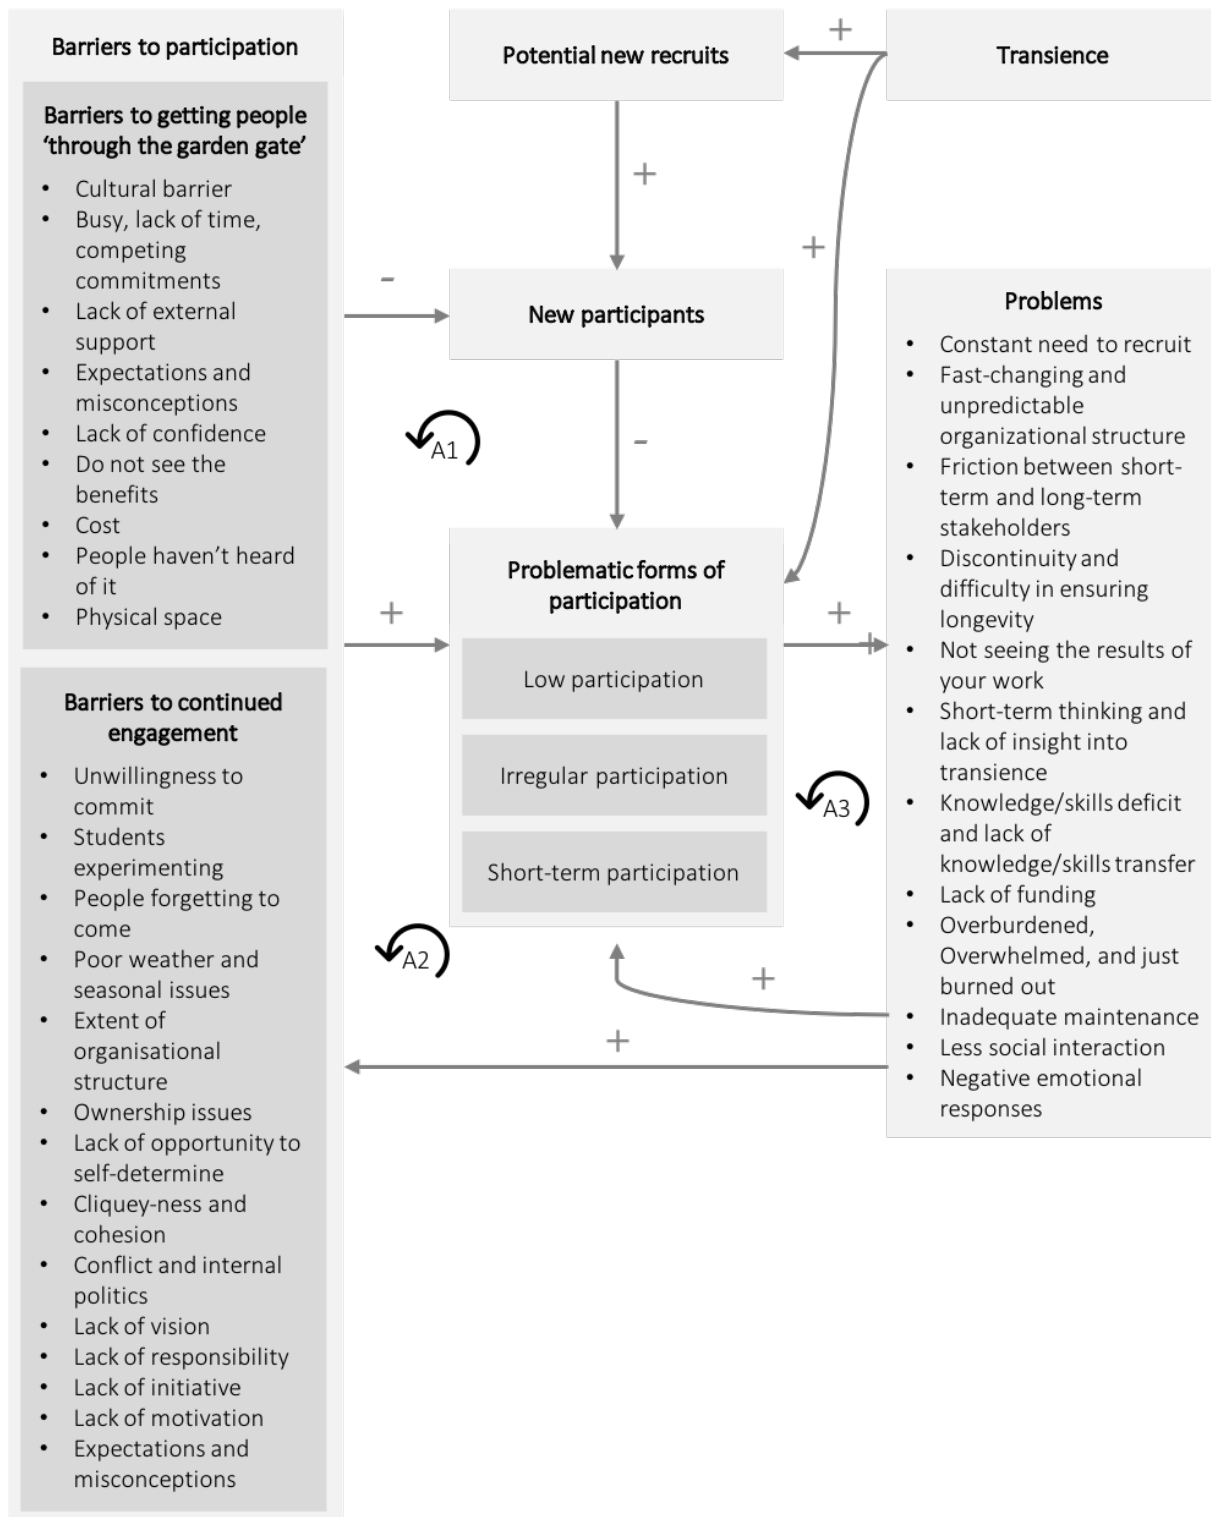 Barriers to participation
Barriers to getting people
‘through the garden gate’
• Cultural barrier
• Busy, lack of time,
competing
commitments
• Lack of external
support
• Expectations and
misconceptions
• Lack of confidence
• Do not see the
benefits
• Cost
• People haven’t heard
of it
• Physical space
Barriers to continued
engagement
• Unwillingness to
commit
• Students
experimenting
• People forgetting to
come
• Poor weather and
seasonal issues
• Extent of
organisational
structure
• Ownership issues
• Lack of opportunity to
self-determine
• Cliquey-ness and
cohesion
• Conflict and internal
politics
• Lack of vision
• Lack of responsibility
• Lack of initiative
• Lack of motivation
• Expectations and
misconceptions
-
+
Potential new recruits
+
New participants
-
A1
Problematic forms of
participation
Low participation
Irregular participation
Short-term participation
A2
A3
+
+
+
+
+
+
+
Transience
Problems
• Constant need to recruit
• Fast-changing and
unpredictable
organizational structure
• Friction between short-
term and long-term
stakeholders
• Discontinuity and
difficulty in ensuring
longevity
• Not seeing the results of
your work
• Short-term thinking and
lack of insight into
transience
• Knowledge/skills deficit
and lack of
knowledge/skills transfer
• Lack of funding
• Overburdened,
Overwhelmed, and just
burned out
• Inadequate maintenance
• Less social interaction
• Negative emotional
responses